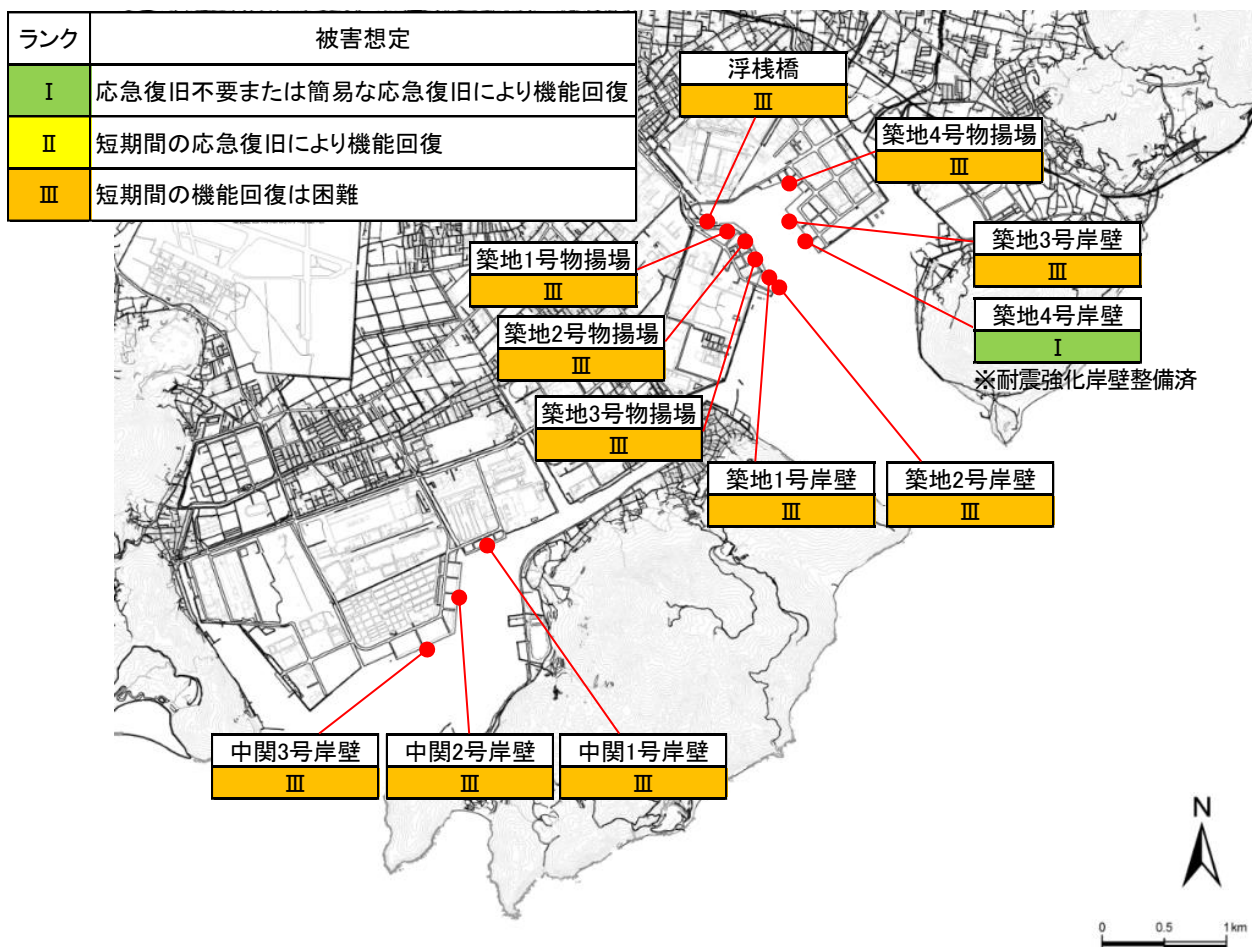 ランク 被害想定
Ⅰ 応急復旧不要または簡易な応急復旧により機能回復
Ⅱ 短期間の応急復旧により機能回復
Ⅲ 短期間の機能回復は困難
浮桟橋
Ⅲ
築地4号物揚場
Ⅲ
築地3号岸壁
Ⅲ
築地1号物揚場
Ⅲ
築地4号岸壁
Ⅰ
※耐震強化岸壁整備済
築地2号物揚場
Ⅲ
築地3号物揚場
Ⅲ
築地1号岸壁
Ⅲ
築地2号岸壁
Ⅲ
中関3号岸壁
Ⅲ
中関2号岸壁
Ⅲ
中関1号岸壁
Ⅲ
N
0 0.5 1km